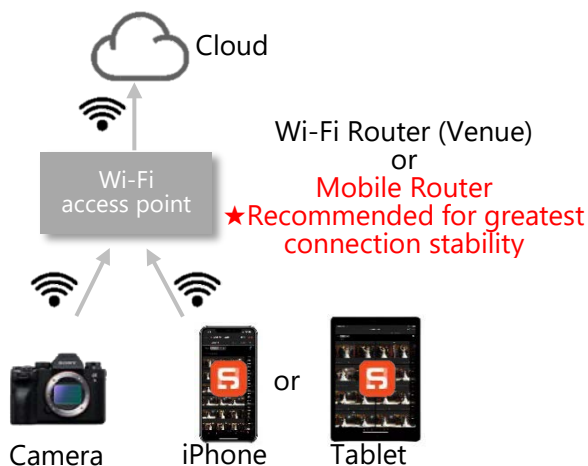 Cloud
Wi-Fi Router (Venue)
or
Mobile Router
★Recommended for greatest
connection stability
Wi-Fi
access point
or
Camera
iPhone
Tablet